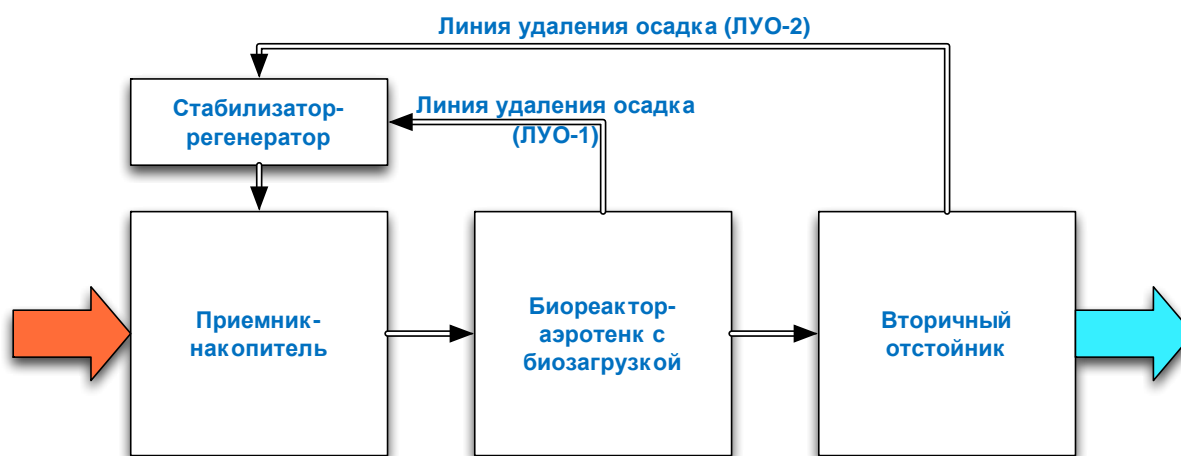 Линия удаления осадка (ЛУО-2)
Стабилизатор-
регенератор
Линия удаления осадка
(ЛУО-1)
Приемник-
накопитель
Биореактор-
аэротенк с
биозагрузкой
Вторичный
отстойник